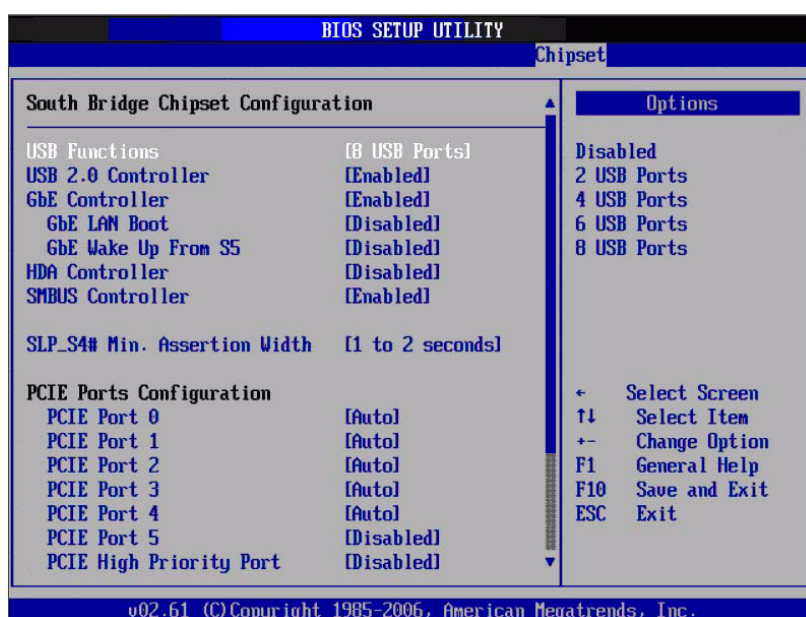 BIOS SETUP UTILITY
Chipset
South Bridge Chipset Configuration
USB Functions [8 USB Ports]
USB 2.0 Controller [Enabled]
GbE Controller [Enabled]
GbE LAN Boot [Disabled]
GbE Wake Up From S5 [Disabled]
HDA Controller [Disabled]
SMBUS Controller [Enabled]
SLP_S4# Min. Assertion Width [1 to 2 seconds]
PCIE Ports Configuration
PCIE Port 0 [Auto]
PCIE Port 1 [Auto]
PCIE Port 2 [Auto]
PCIE Port 3 [Auto]
PCIE Port 4 [Auto]
PCIE Port 5 [Disabled]
PCIE High Priority Port [Disabled]
Options
Disabled
2 USB Ports
4 USB Ports
6 USB Ports
8 USB Ports
← Select Screen
↑↓ Select Item
+- Change Option
F1 General Help
F10 Save and Exit
ESC Exit
v02.61 (C)Copyright 1985-2006, American Megatrends, Inc.